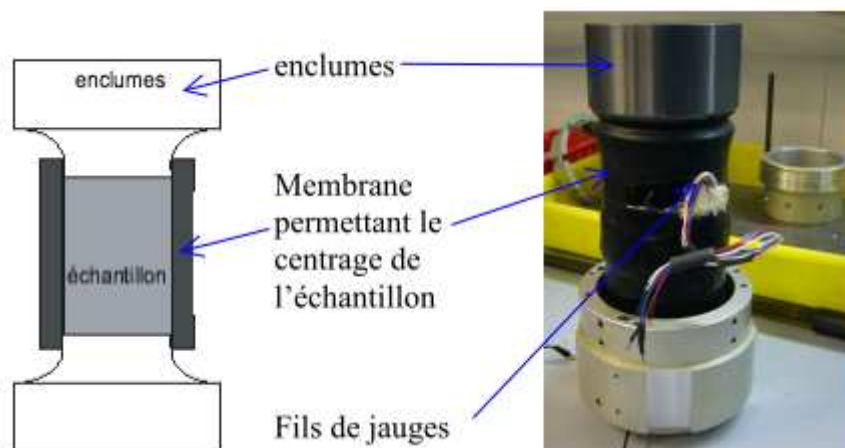 enclumes
enclumes
Membrane
permettant le
centrage de
l'échantillon
échantillon
Fils de jauges